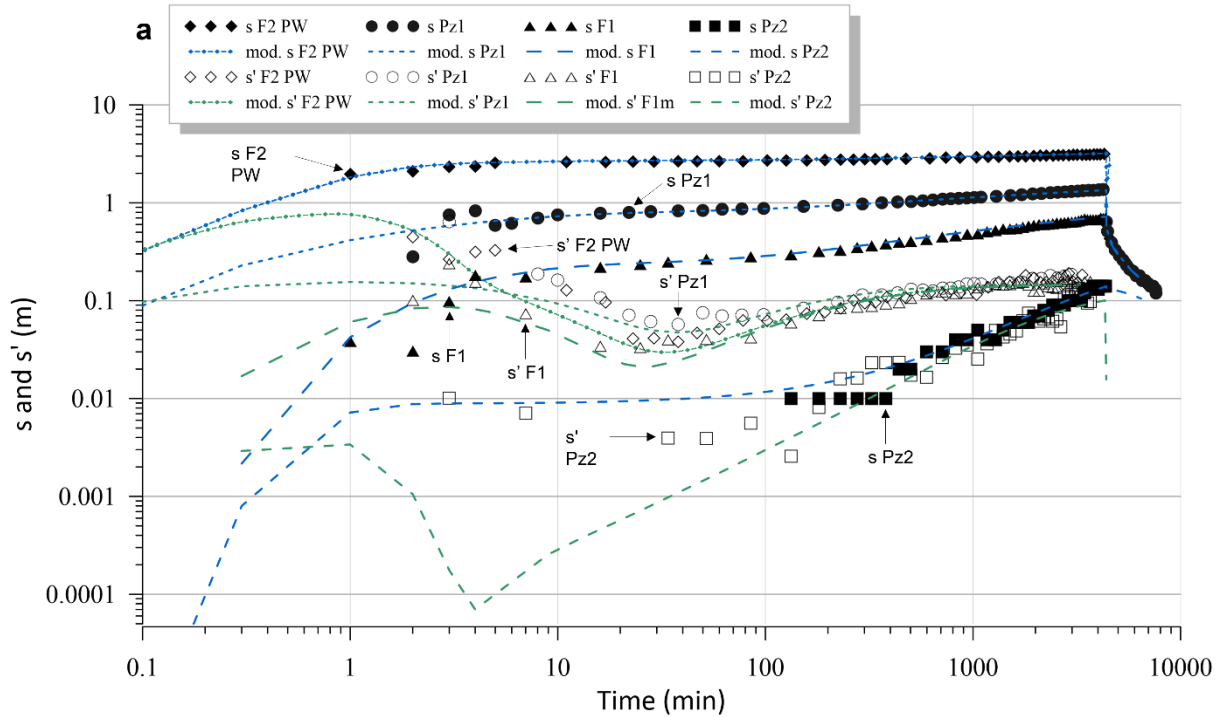 a
s F2 PW s Pz1 s F1 s Pz2
mod. s F2 PW mod. s Pz1 mod. s F1 mod. s Pz2
s' F2 PW s' Pz1 s' F1 s' Pz2
mod. s' F2 PW mod. s' Pz1 mod. s' F1m mod. s' Pz2
10
1
0.1
0.01
0.001
0.0001
s and s' (m)
s F2
PW
s Pz1
s' F2 PW
s' Pz1
s F1
s' F1
s'
Pz2
s Pz2
0.1 1 10 100 1000 10000
Time (min)